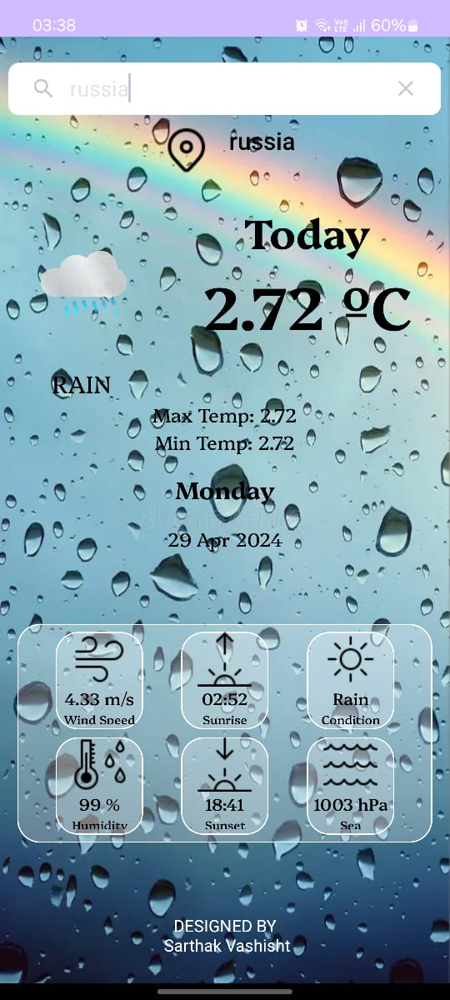 03:38
Vo)
LTE
60%
russia
russia
Today
2.72 ºC
RAIN
Max Temp: 2.72
Min Temp: 2.72
Monday
29 Apr 2024
4.33 m/s
Wind Speed
02:52
Sunrise
Rain
Condition
99 %
Humidity
18:41
Sunset
1003 hPa
Sea
DESIGNED BY
Sarthak Vashisht